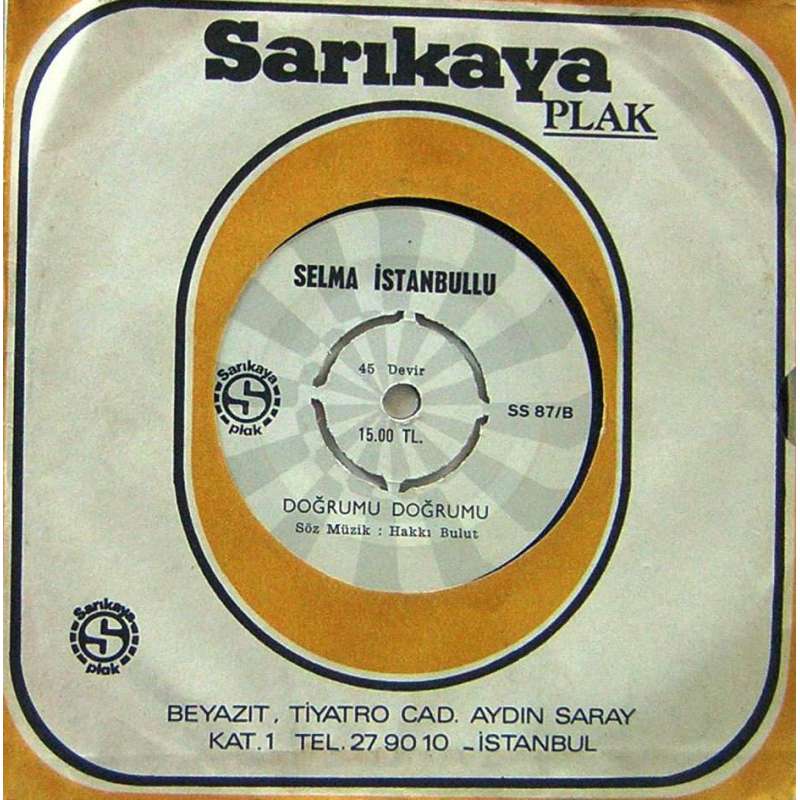 Sarıkaya
PLAK
SELMA İSTANBULLU
45 Devir
Sarıkaya
S
plak
SS 87/B
15.00 TL.
DOĞRUMU DOĞRUMU
Söz Müzik : Hakkı Bulut
Sarıkaya
S
plak
BEYAZIT, TİYATRO CAD. AYDIN SARAY
KAT.1 TEL. 27 90 10 _ İSTANBUL